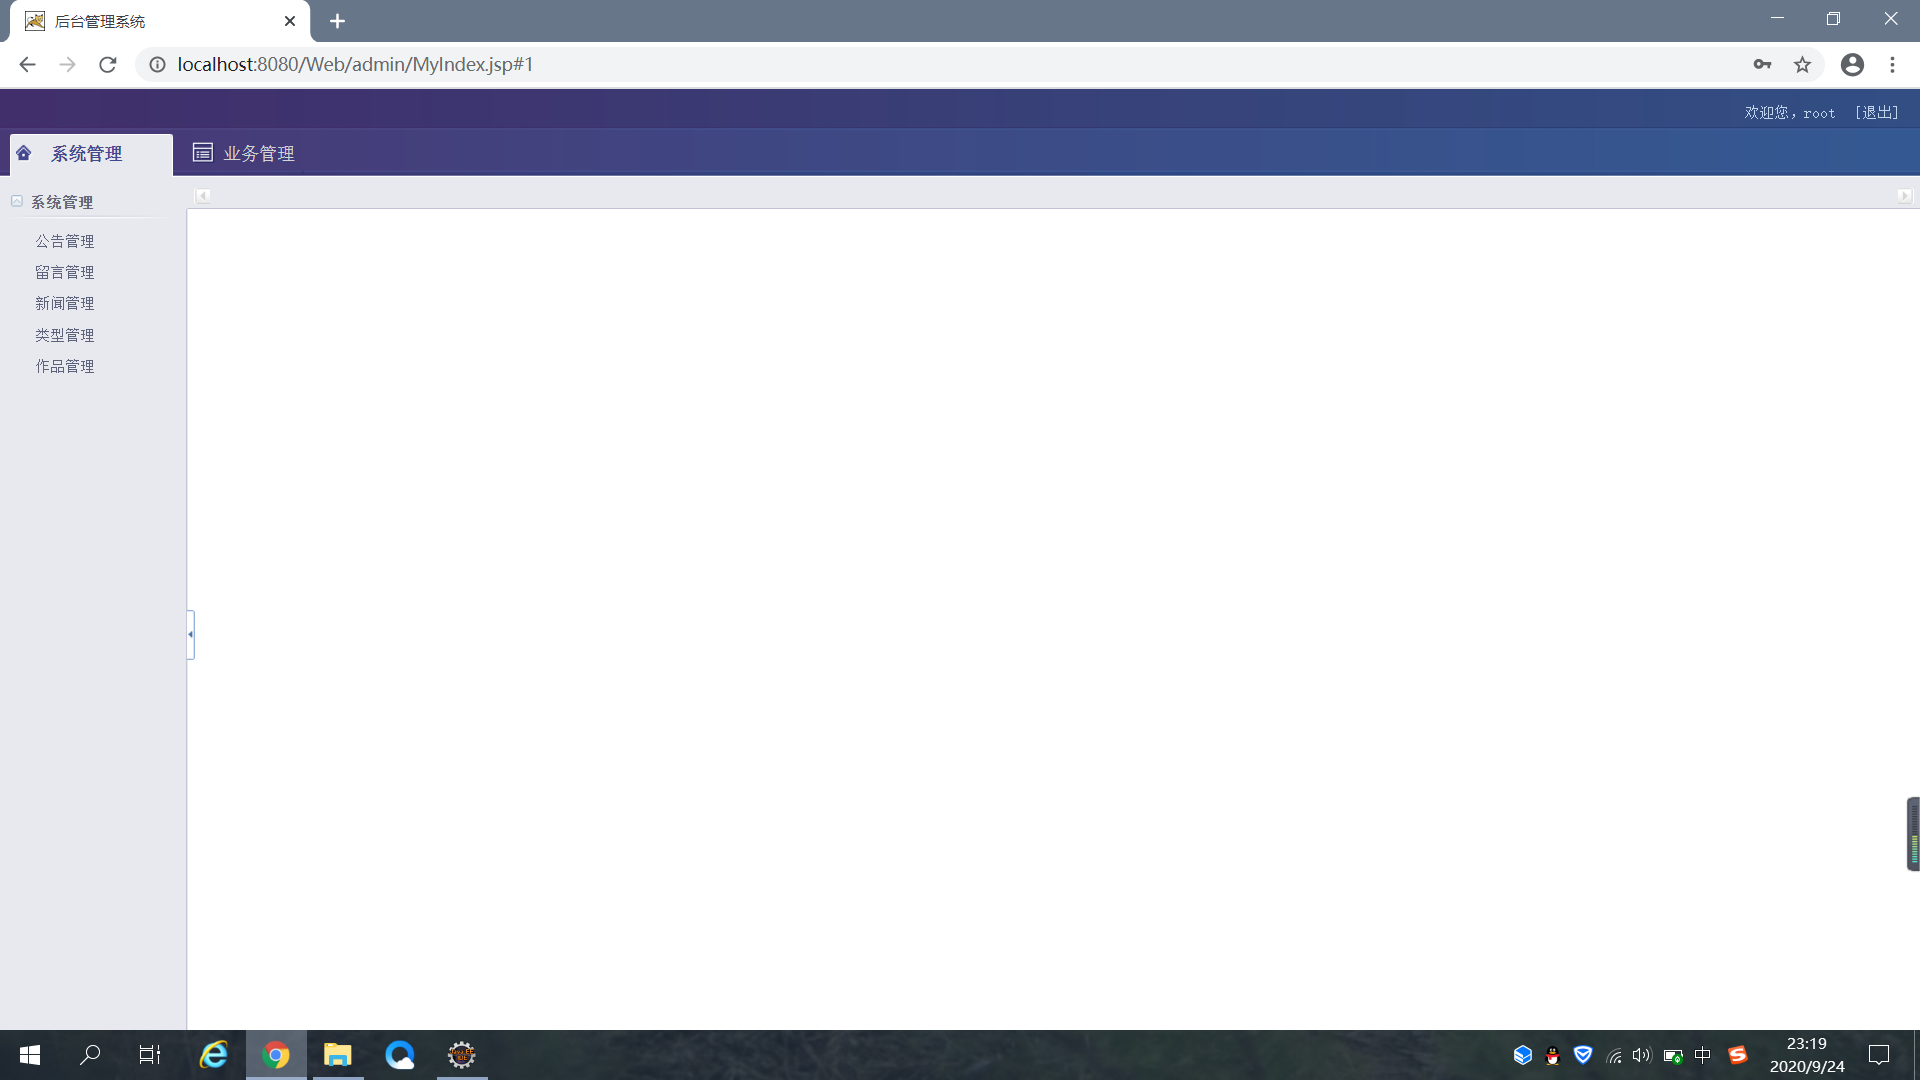 后台管理系统
localhost:8080/Web/admin/MyIndex.jsp#1
欢迎您，root [退出]
系统管理
业务管理
系统管理
公告管理
留言管理
新闻管理
类型管理
作品管理
中
23:19
2020/9/24